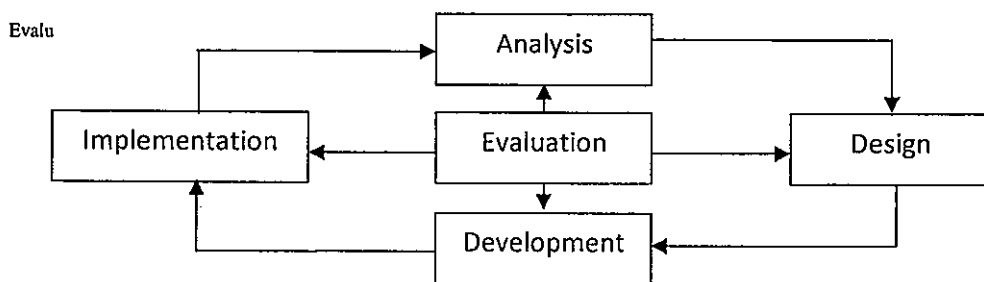 Evalu
Analysis
Implementation
Evaluation
Design
Development